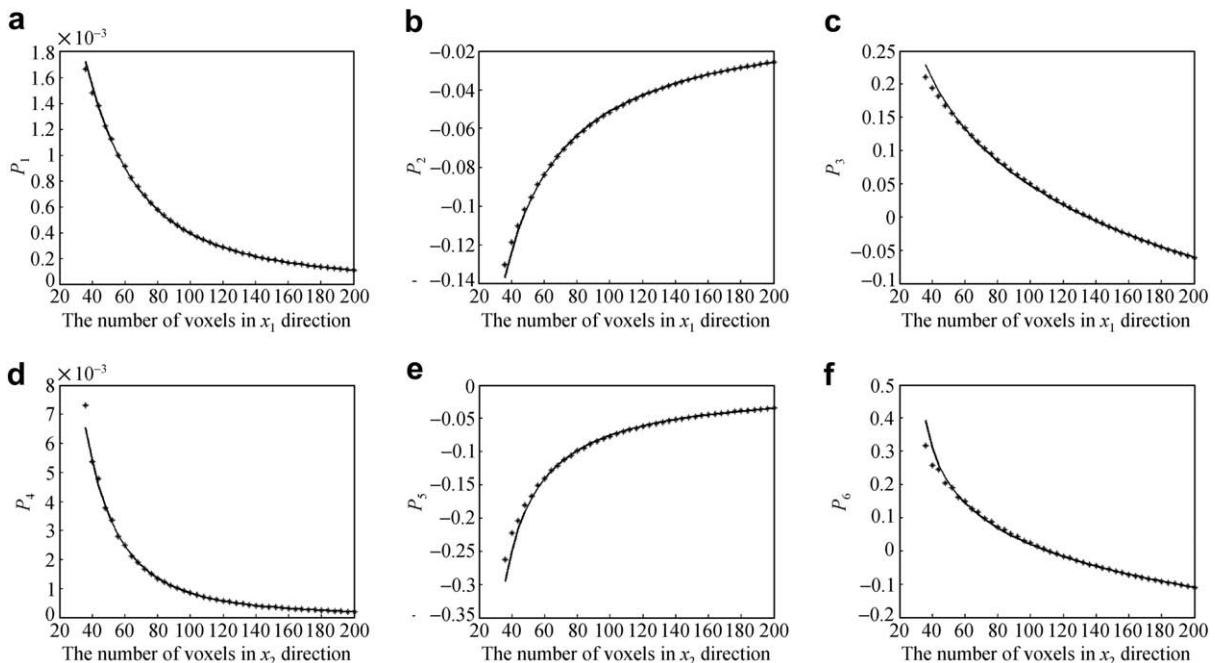 a
×10⁻³
1.8
1.6
1.4
1.2
1
0.8
0.6
0.4
0.2
0
P₁
20 40 60 80 100 120 140 160 180 200
The number of voxels in x₁ direction
b
−0.02
−0.04
−0.06
−0.08
−0.1
−0.12
−0.14
P₂
20 40 60 80 100 120 140 160 180 200
The number of voxels in x₁ direction
c
0.25
0.2
0.15
0.1
0.05
0
−0.05
−0.1
P₃
20 40 60 80 100 120 140 160 180 200
The number of voxels in x₁ direction
d
×10⁻³
8
7
6
5
4
3
2
1
0
P₄
20 40 60 80 100 120 140 160 180 200
The number of voxels in x₂ direction
e
0
−0.05
−0.1
−0.15
−0.2
−0.25
−0.3
−0.35
P₅
20 40 60 80 100 120 140 160 180 200
The number of voxels in x₂ direction
f
0.5
0.4
0.3
0.2
0.1
0
−0.1
−0.2
P₆
20 40 60 80 100 120 140 160 180 200
The number of voxels in x₂ direction